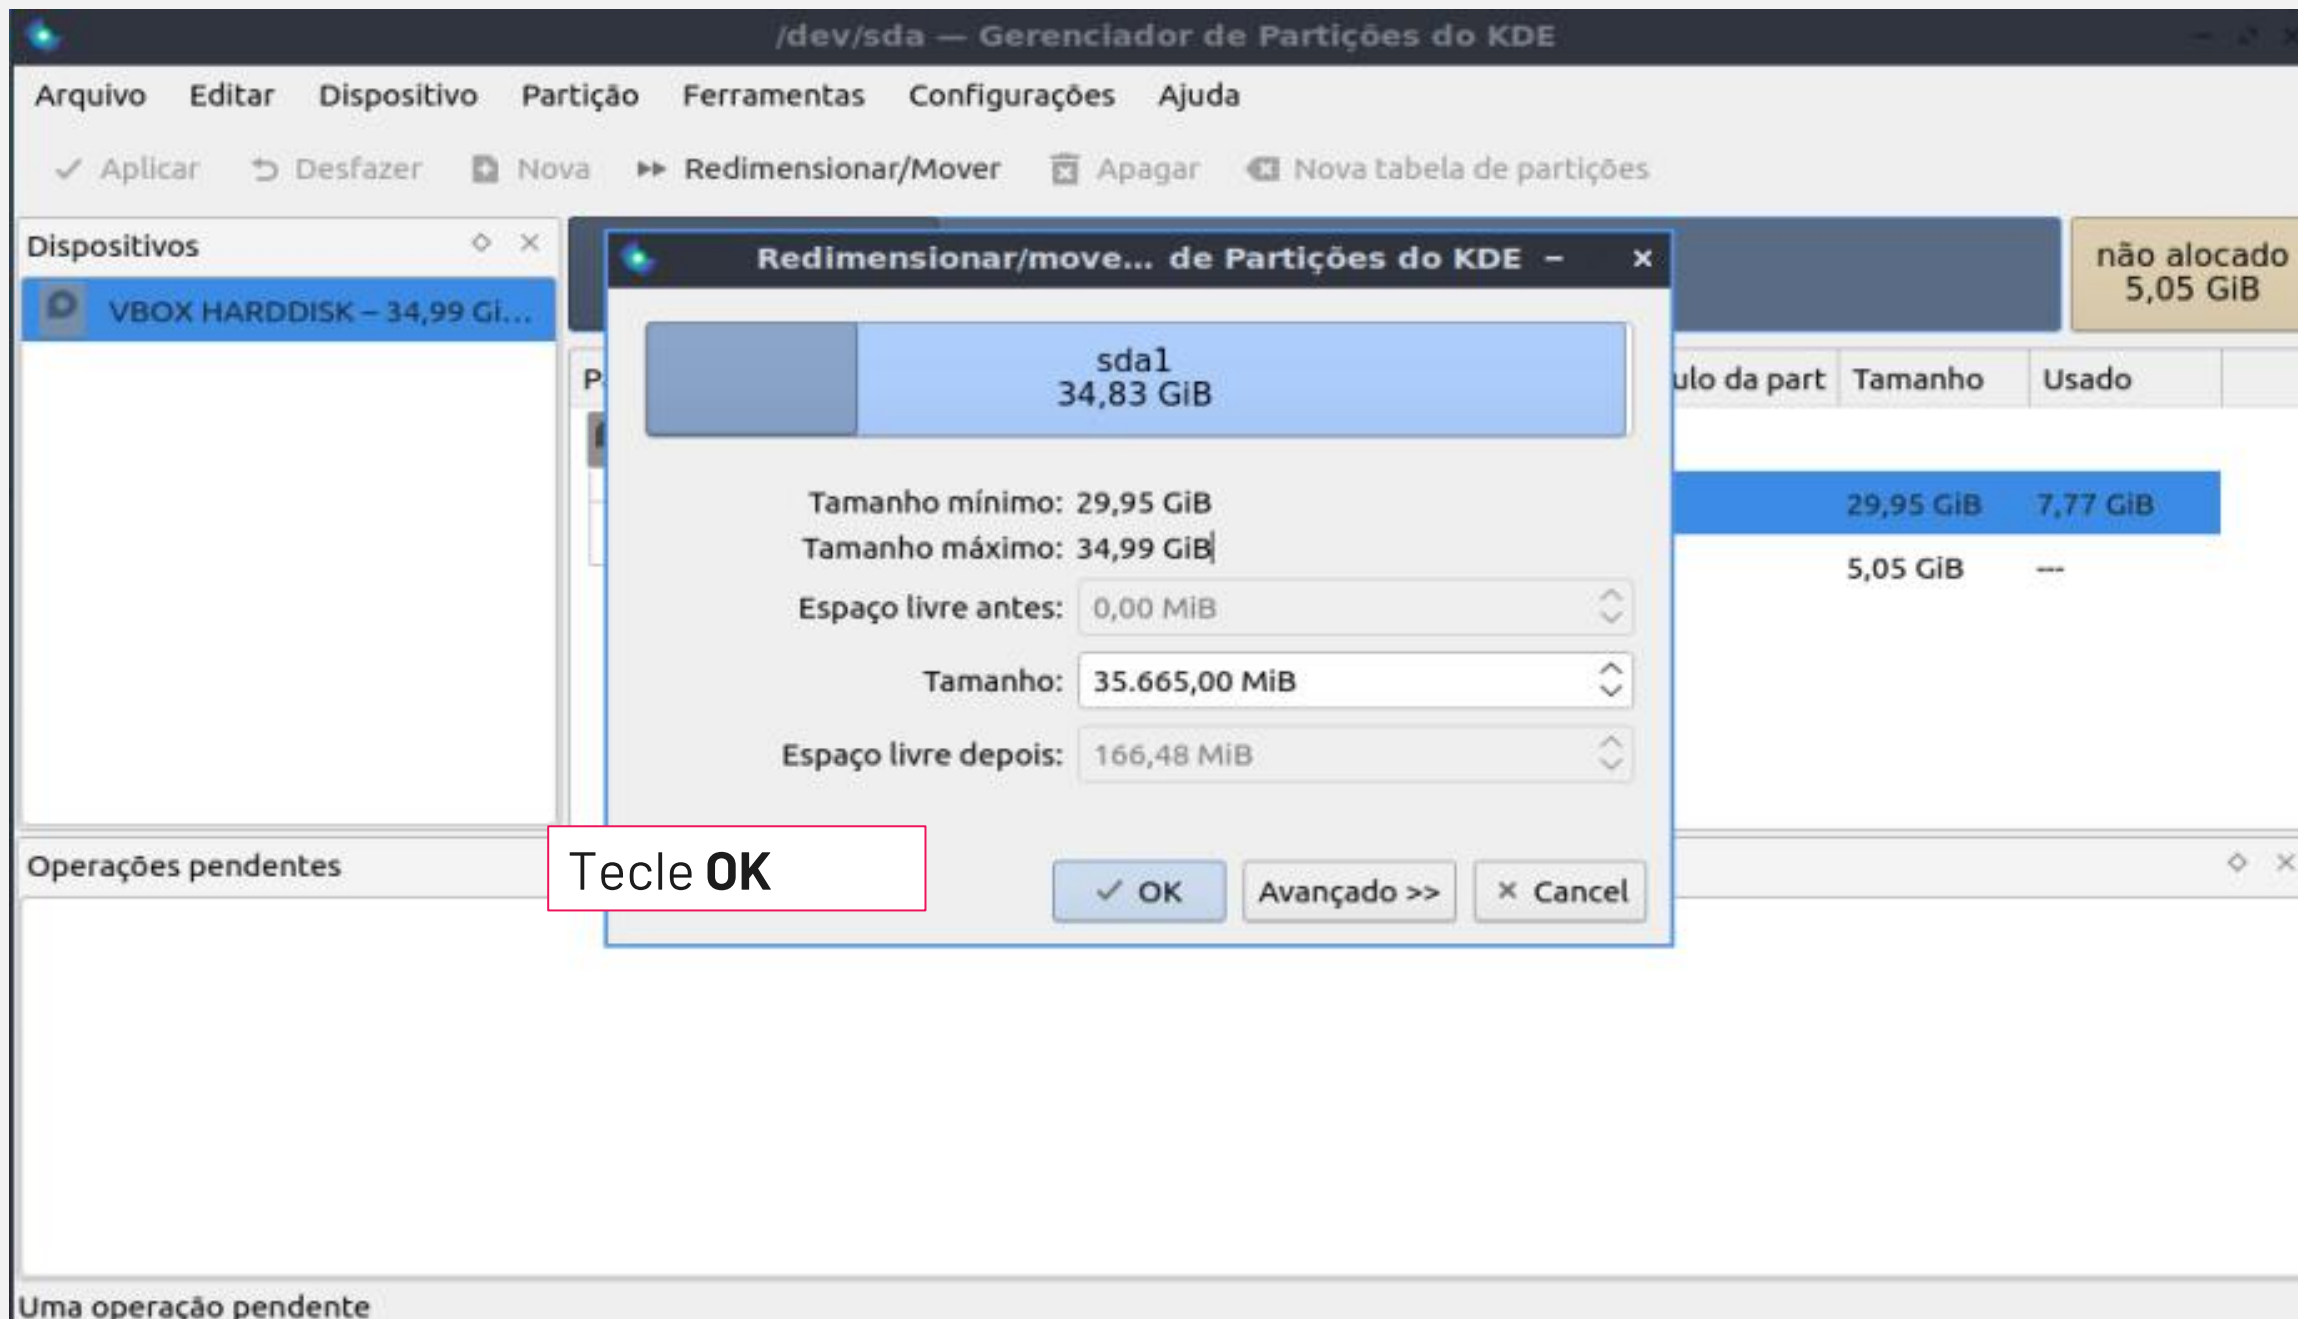 /dev/sda — Gerenciador de Partições do KDE
Arquivo Editar Dispositivo Partição Ferramentas Configurações Ajuda
Aplicar Desfazer Nova Redimensionar/Mover Apagar Nova tabela de partições
Dispositivos
VBOX HARDDISK – 34,99 Gi...
não alocado
5,05 GiB
Redimensionar/move... de Partições do KDE
sda1
34,83 GiB
Tamanho mínimo: 29,95 GiB
Tamanho máximo: 34,99 GiB
Espaço livre antes: 0,00 MiB
Tamanho: 35.665,00 MiB
Espaço livre depois: 166,48 MiB
OK Avançado >> Cancel
Tamanho Usado
29,95 GiB 7,77 GiB
5,05 GiB ---
Tecle OK
Operações pendentes
Uma operação pendente